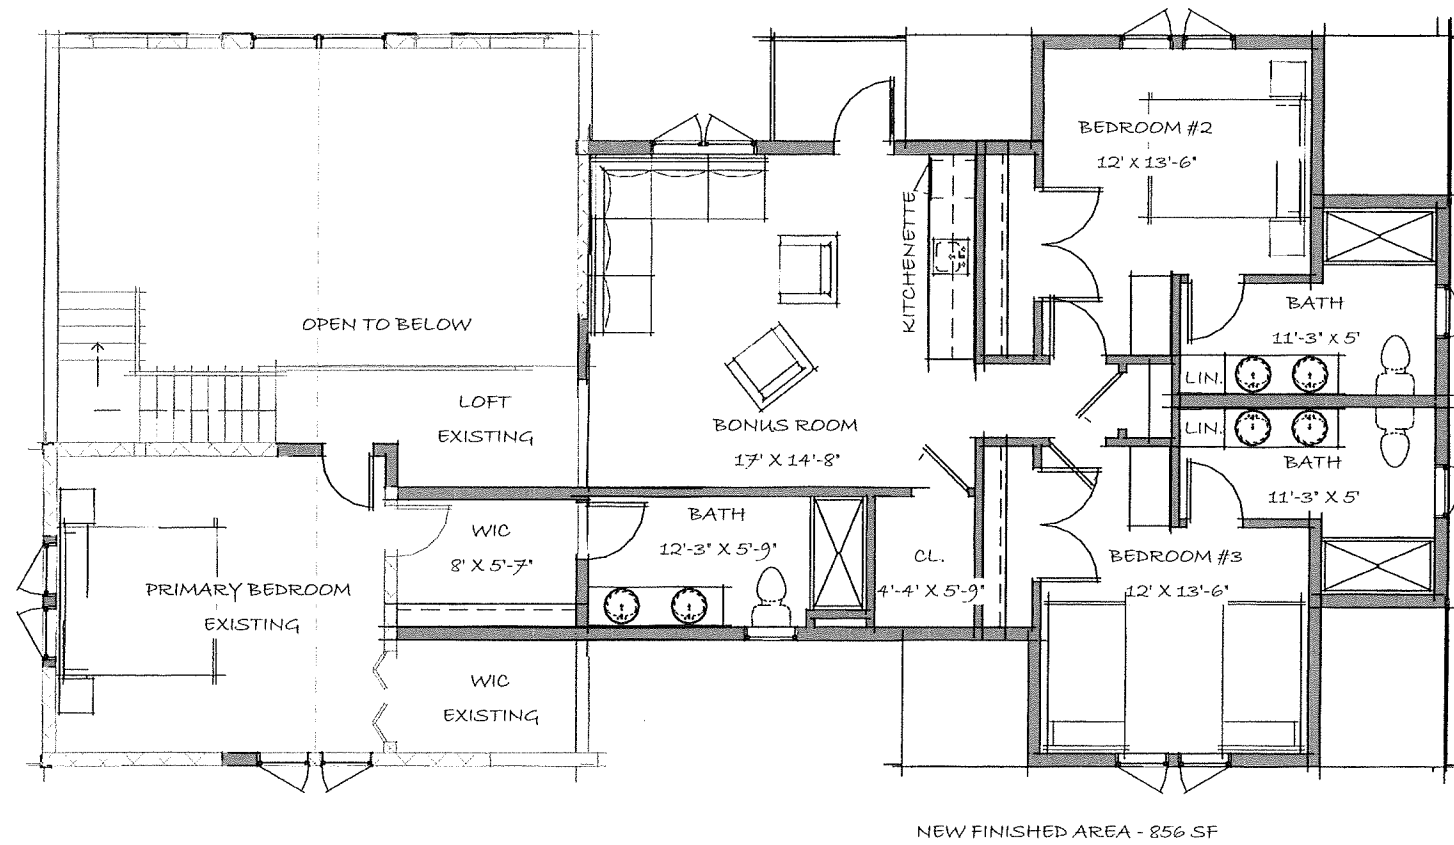 BEDROOM #2
12' X 13'-6"
KITCHENETTE
OPEN TO BELOW
BATH
11'-3" X 5'
LIN.
LOFT
EXISTING
BONUS ROOM
17' X 14'-8"
LIN.
BATH
11'-3" X 5'
WIC
8' X 5'-7"
BATH
12'-3" X 5'-9"
CL.
4'-4' X 5'-9"
BEDROOM #3
12' X 13'-6"
PRIMARY BEDROOM
EXISTING
WIC
EXISTING
NEW FINISHED AREA - 856 SF